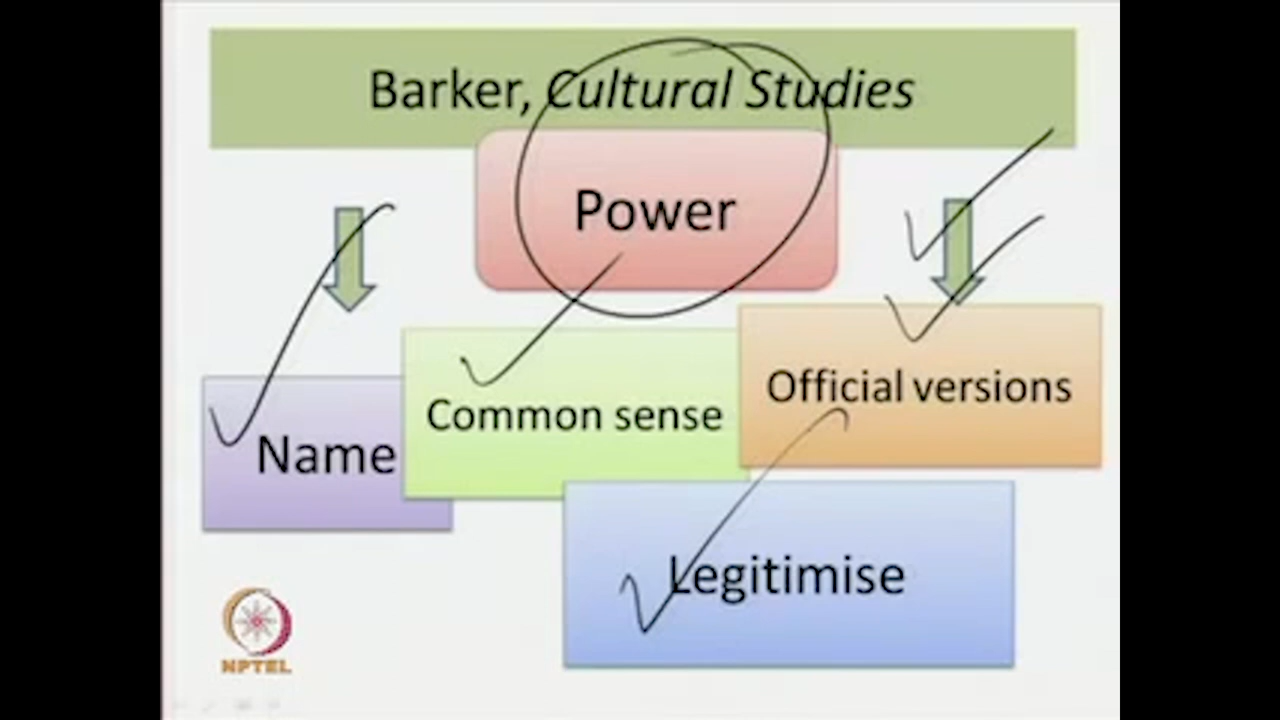 Barker, Cultural Studies
Power
Name
Common sense
Official versions
Legitimise
NPTEL